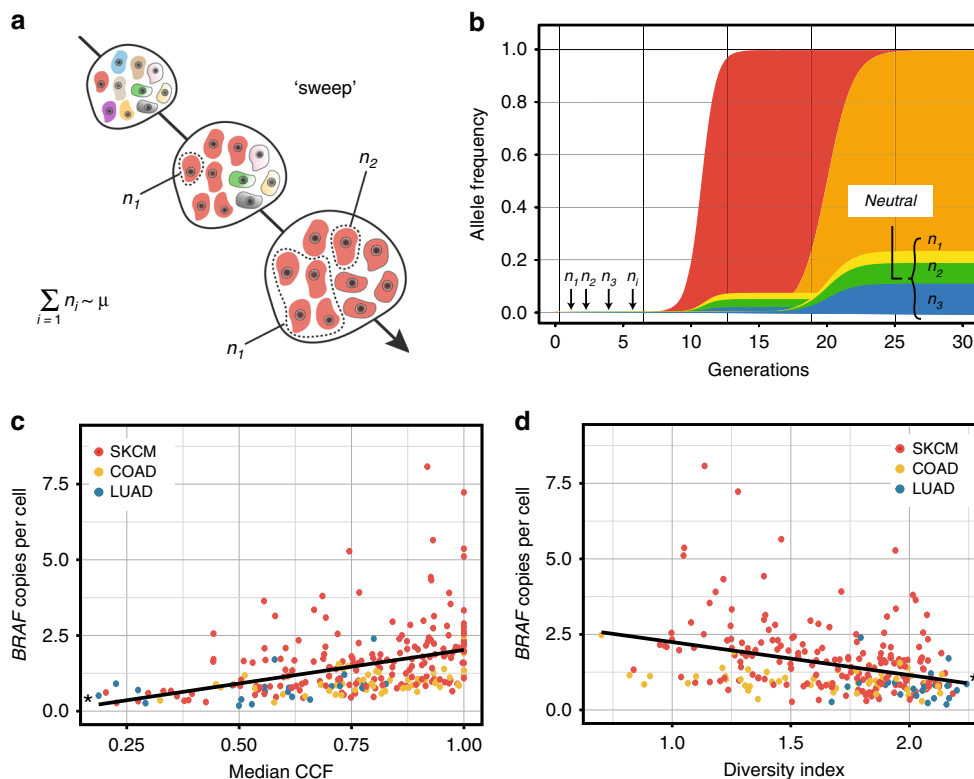 a
'sweep'
n1
n2
n1
∑ i = 1 ni ~ μ
b
Allele frequency
1.0
0.8
0.6
0.4
0.2
0.0
n1 n2 n3 ni
Neutral
n1
n2
n3
0 5 10 15 20 25 30
Generations
c
SKCM
COAD
LUAD
BRAF copies per cell
7.5
5.0
2.5
0.0
*
0.25 0.50 0.75 1.00
Median CCF
d
SKCM
COAD
LUAD
BRAF copies per cell
7.5
5.0
2.5
0.0
*
1.0 1.5 2.0
Diversity index